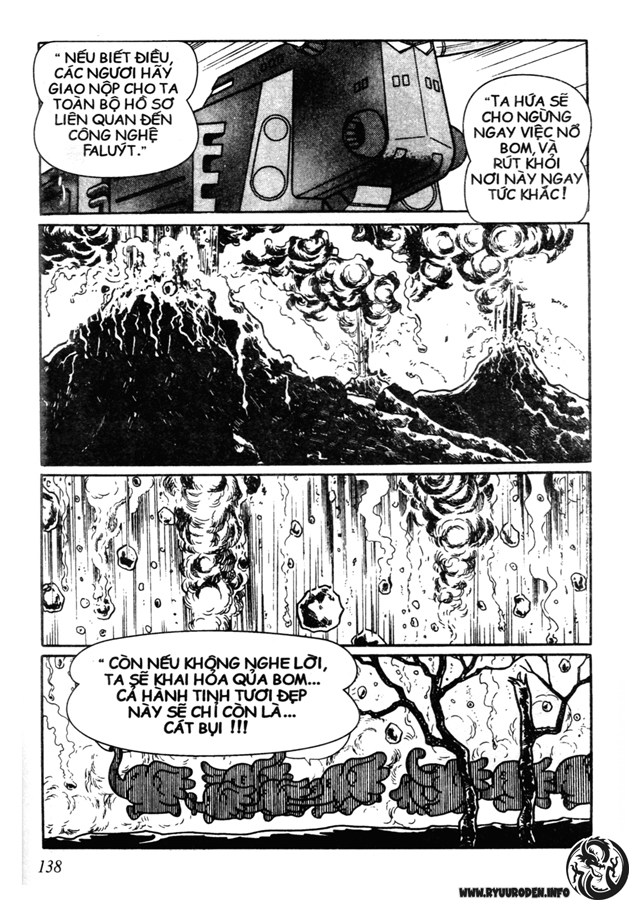 " NẾU BIẾT ĐIỀU,
CÁC NGƯƠI HÃY
GIAO NỘP CHO TA
TOÀN BỘ HỒ SƠ
LIÊN QUAN ĐẾN
CÔNG NGHỆ
FALUÝT."
"TA HỨA SẼ
CHO NGỪNG
NGAY VIỆC NỔ
BOM, VÀ
RÚT KHỎI
NƠI NÀY NGAY
TỨC KHẮC !
" CÒN NẾU KHÔNG NGHE LỜI,
TA SẼ KHAI HỎA QỦA BOM...
CẢ HÀNH TINH TƯƠI ĐẸP
NÀY SẼ CHỈ CÒN LÀ...
CÁT BỤI !!!
138
WWW.RYUURODEN.INFO